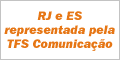 RJ e ES
representada pela
TFS Comunicação